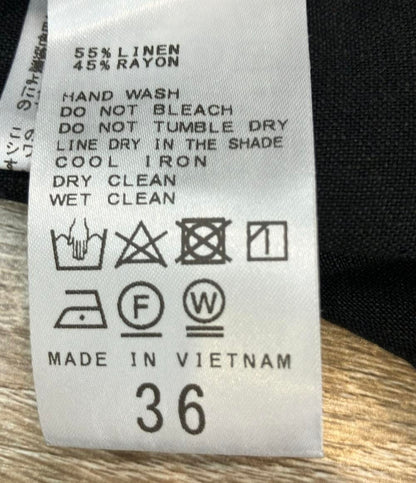 55% LINEN
45% RAYON
HAND WASH
DO NOT BLEACH
DO NOT TUMBLE DRY
LINE DRY IN THE SHADE
COOL IRON
DRY CLEAN
WET CLEAN
F W
MADE IN VIETNAM
36